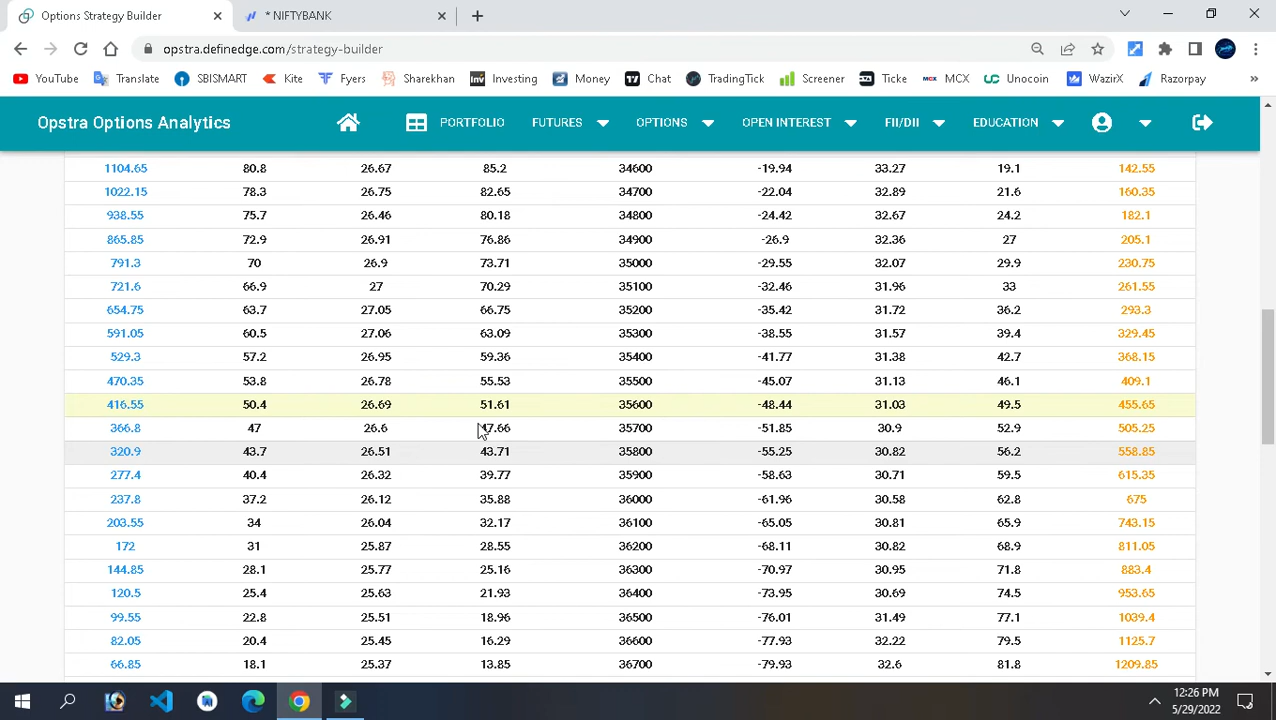 Options Strategy Builder
* NIFTYBANK
opstra.definedge.com/strategy-builder
YouTube Translate SBISMART Kite Fyers Sharekhan Investing Money Chat TradingTick Screener Ticke MCX Unocoin WazirX Razorpay »
Opstra Options Analytics PORTFOLIO FUTURES OPTIONS OPEN INTEREST FII/DII EDUCATION
1104.65 80.8 26.67 85.2 34600 -19.94 33.27 19.1 142.55
1022.15 78.3 26.75 82.65 34700 -22.04 32.89 21.6 160.35
938.55 75.7 26.46 80.18 34800 -24.42 32.67 24.2 182.1
865.85 72.9 26.91 76.86 34900 -26.9 32.36 27 205.1
791.3 70 26.9 73.71 35000 -29.55 32.07 29.9 230.75
721.6 66.9 27 70.29 35100 -32.46 31.96 33 261.55
654.75 63.7 27.05 66.75 35200 -35.42 31.72 36.2 293.3
591.05 60.5 27.06 63.09 35300 -38.55 31.57 39.4 329.45
529.3 57.2 26.95 59.36 35400 -41.77 31.38 42.7 368.15
470.35 53.8 26.78 55.53 35500 -45.07 31.13 46.1 409.1
416.55 50.4 26.69 51.61 35600 -48.44 31.03 49.5 455.65
366.8 47 26.6 47.66 35700 -51.85 30.9 52.9 505.25
320.9 43.7 26.51 43.71 35800 -55.25 30.82 56.2 558.85
277.4 40.4 26.32 39.77 35900 -58.63 30.71 59.5 615.35
237.8 37.2 26.12 35.88 36000 -61.96 30.58 62.8 675
203.55 34 26.04 32.17 36100 -65.05 30.81 65.9 743.15
172 31 25.87 28.55 36200 -68.11 30.82 68.9 811.05
144.85 28.1 25.77 25.16 36300 -70.97 30.95 71.8 883.4
120.5 25.4 25.63 21.93 36400 -73.95 30.69 74.5 953.65
99.55 22.8 25.51 18.96 36500 -76.01 31.49 77.1 1039.4
82.05 20.4 25.45 16.29 36600 -77.93 32.22 79.5 1125.7
66.85 18.1 25.37 13.85 36700 -79.93 32.6 81.8 1209.85
12:26 PM
5/29/2022